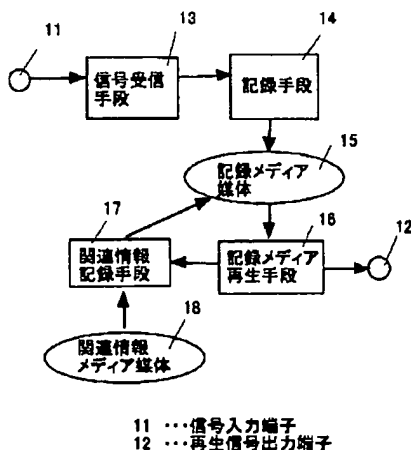 11
13
14
信号受信
手段
記録手段
15
記録メディア
媒体
17
16
12
関連情報
記録手段
記録メディア
再生手段
18
関連情報
メディア媒体
11 ・・・信号入力端子
12 ・・・再生信号出力端子